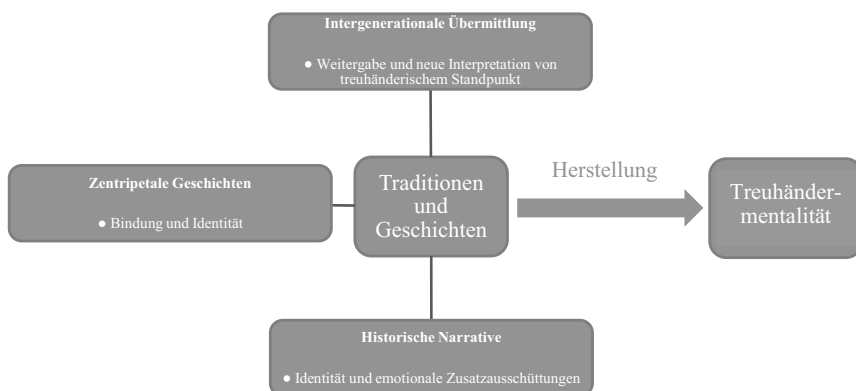 Intergenerationale Übermittlung
● Weitergabe und neue Interpretation von
treuhänderischem Standpunkt
Zentripetale Geschichten
● Bindung und Identität
Traditionen
und
Geschichten
Herstellung
Treuhänder-
mentalität
Historische Narrative
● Identität und emotionale Zusatzausschüttungen